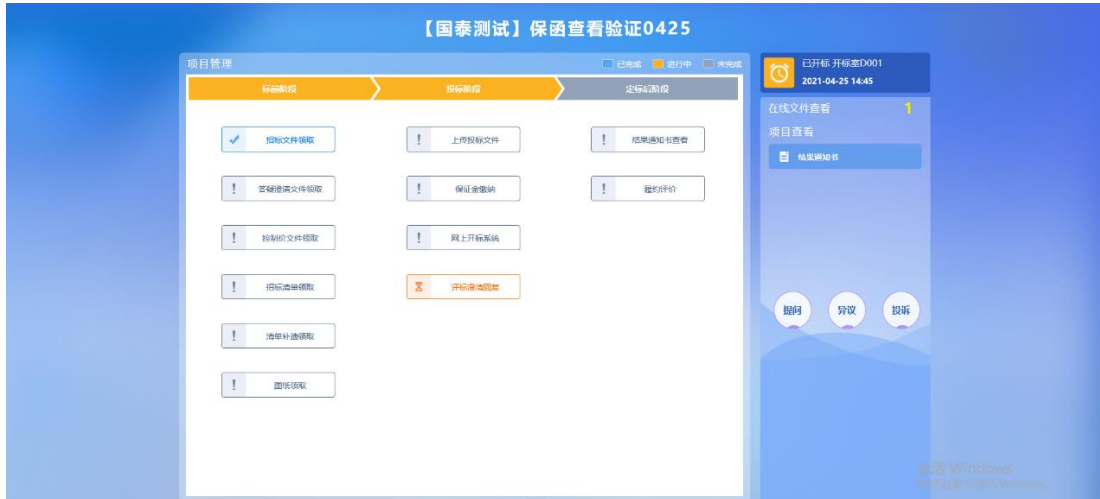 【国泰测试】保函查看验证0425
项目管理
已完成 进行中 未完成
标前阶段
投标阶段
定标后阶段
招标文件领取
答疑澄清文件领取
控制价文件领取
招标清单领取
清单补遗领取
图纸领取
上传投标文件
保证金缴纳
网上开标系统
评标澄清回复
结果通知书查看
履约评价
已开标 开标室D001
2021-04-25 14:45
在线文件查看 1
项目查看
结果通知书
提问
异议
投诉
激活 Windows